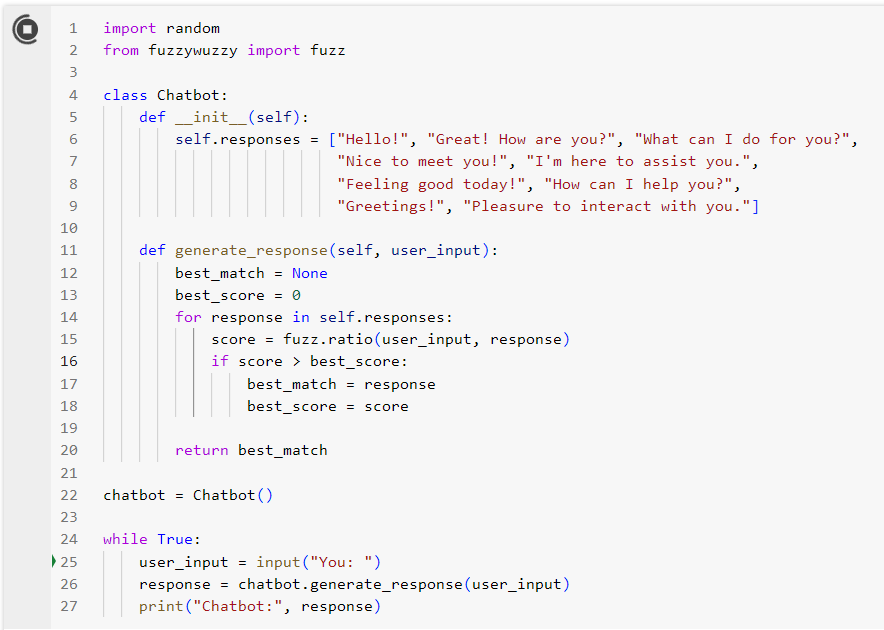 1 import random
2 from fuzzywuzzy import fuzz
3
4 class Chatbot:
5     def __init__(self):
6         self.responses = ["Hello!", "Great! How are you?", "What can I do for you?",
7                           "Nice to meet you!", "I'm here to assist you.",
8                           "Feeling good today!", "How can I help you?",
9                           "Greetings!", "Pleasure to interact with you."]
10
11     def generate_response(self, user_input):
12         best_match = None
13         best_score = 0
14         for response in self.responses:
15             score = fuzz.ratio(user_input, response)
16             if score > best_score:
17                 best_match = response
18                 best_score = score
19
20         return best_match
21
22 chatbot = Chatbot()
23
24 while True:
25     user_input = input("You: ")
26     response = chatbot.generate_response(user_input)
27     print("Chatbot:", response)